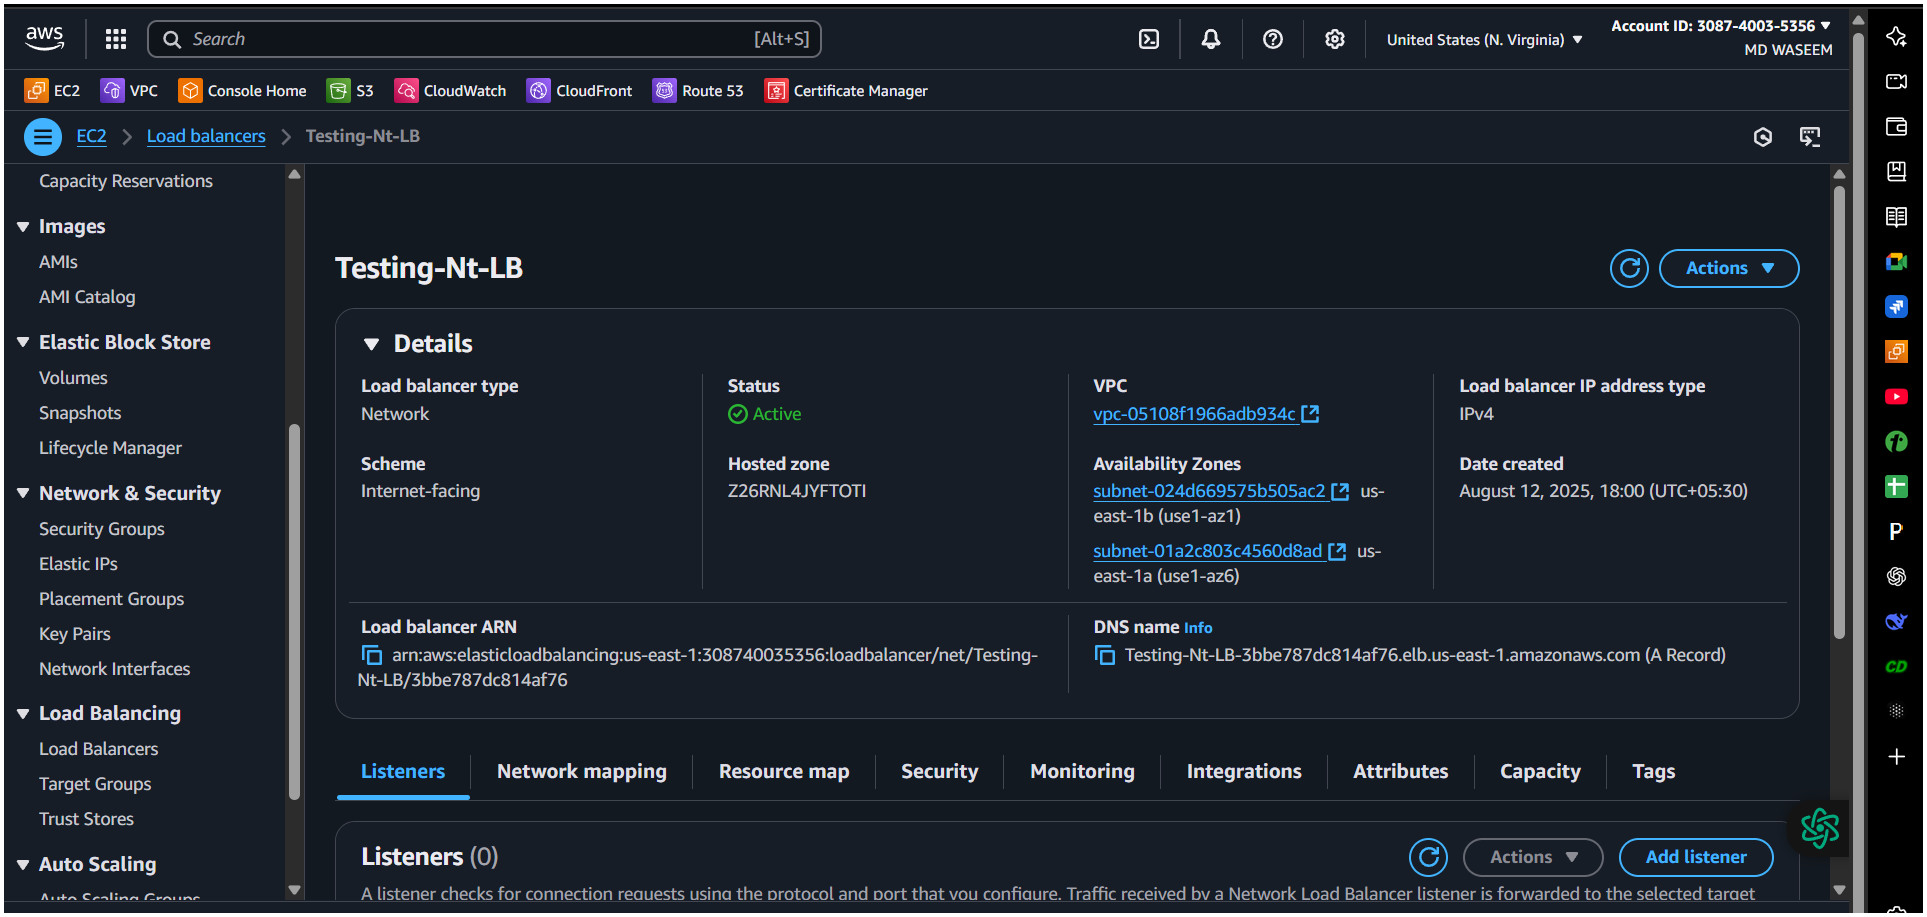 aws
Search [Alt+S]
United States (N. Virginia)
Account ID: 3087-4003-5356
MD WASEEM
EC2 VPC Console Home S3 CloudWatch CloudFront Route 53 Certificate Manager
EC2 Load balancers Testing-Nt-LB
Capacity Reservations
Images
AMIs
AMI Catalog
Elastic Block Store
Volumes
Snapshots
Lifecycle Manager
Network & Security
Security Groups
Elastic IPs
Placement Groups
Key Pairs
Network Interfaces
Load Balancing
Load Balancers
Target Groups
Trust Stores
Auto Scaling
Auto Scaling Groups
Testing-Nt-LB
Actions
Details
Load balancer type
Network
Status
Active
VPC
vpc-05108f1966adb934c
Load balancer IP address type
IPv4
Scheme
Internet-facing
Hosted zone
Z26RNL4JYFTOTI
Availability Zones
subnet-024d669575b505ac2 us-
east-1b (use1-az1)
subnet-01a2c803c4560d8ad us-
east-1a (use1-az6)
Date created
August 12, 2025, 18:00 (UTC+05:30)
Load balancer ARN
arn:aws:elasticloadbalancing:us-east-1:308740035356:loadbalancer/net/Testing-
Nt-LB/3bbe787dc814af76
DNS name Info
Testing-Nt-LB-3bbe787dc814af76.elb.us-east-1.amazonaws.com (A Record)
Listeners Network mapping Resource map Security Monitoring Integrations Attributes Capacity Tags
Listeners (0)
Actions
Add listener
A listener checks for connection requests using the protocol and port that you configure. Traffic received by a Network Load Balancer listener is forwarded to the selected target
P
CD